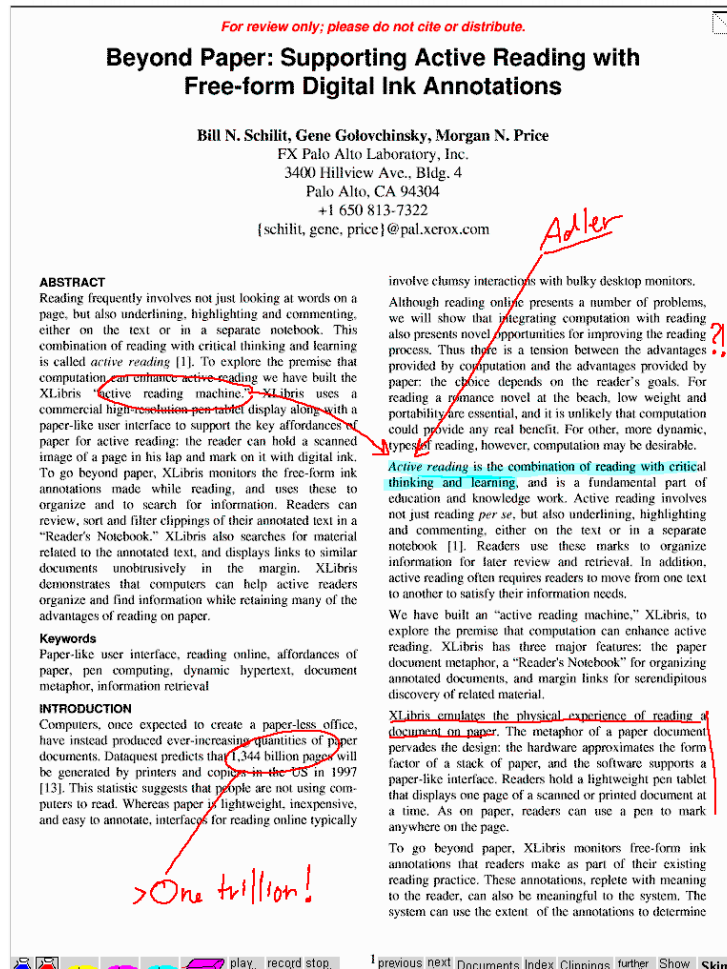 For review only; please do not cite or distribute.
Beyond Paper: Supporting Active Reading with
Free-form Digital Ink Annotations
Bill N. Schilit, Gene Golovchinsky, Morgan N. Price
FX Palo Alto Laboratory, Inc.
3400 Hillview Ave., Bldg. 4
Palo Alto, CA 94304
+1 650 813-7322
{schilit, gene, price}@pal.xerox.com
Adler
ABSTRACT
Reading frequently involves not just looking at words on a
page, but also underlining, highlighting and commenting,
either on the text or in a separate notebook. This
combination of reading with critical thinking and learning
is called active reading [1]. To explore the premise that
computation can enhance active reading we have built the
XLibris “active reading machine.” XLibris uses a
commercial high-resolution pen tablet display along with a
paper-like user interface to support the key affordances of
paper for active reading: the reader can hold a scanned
image of a page in his lap and mark on it with digital ink.
To go beyond paper, XLibris monitors the free-form ink
annotations made while reading, and uses these to
organize and to search for information. Readers can
review, sort and filter clippings of their annotated text in a
“Reader's Notebook.” XLibris also searches for material
related to the annotated text, and displays links to similar
documents unobtrusively in the margin. XLibris
demonstrates that computers can help active readers
organize and find information while retaining many of the
advantages of reading on paper.
Keywords
Paper-like user interface, reading online, affordances of
paper, pen computing, dynamic hypertext, document
metaphor, information retrieval
INTRODUCTION
Computers, once expected to create a paper-less office,
have instead produced ever-increasing quantities of paper
documents. Dataquest predicts that 1,344 billion pages will
be generated by printers and copiers in the US in 1997
[13]. This statistic suggests that people are not using com-
puters to read. Whereas paper is lightweight, inexpensive,
and easy to annotate, interfaces for reading online typically
>One trillion!
involve clumsy interactions with bulky desktop monitors.
Although reading online presents a number of problems,
we will show that integrating computation with reading
also presents novel opportunities for improving the reading
?!
process. Thus there is a tension between the advantages
provided by computation and the advantages provided by
paper: the choice depends on the reader's goals. For
reading a romance novel at the beach, low weight and
portability are essential, and it is unlikely that computation
could provide any real benefit. For other, more dynamic,
types of reading, however, computation may be desirable.
Active reading is the combination of reading with critical
thinking and learning, and is a fundamental part of
education and knowledge work. Active reading involves
not just reading per se, but also underlining, highlighting
and commenting, either on the text or in a separate
notebook [1]. Readers use these marks to organize
information for later review and retrieval. In addition,
active reading often requires readers to move from one text
to another to satisfy their information needs.
We have built an “active reading machine,” XLibris, to
explore the premise that computation can enhance active
reading. XLibris has three major features: the paper
document metaphor, a “Reader's Notebook” for organizing
annotated documents, and margin links for serendipitous
discovery of related material.
XLibris emulates the physical experience of reading a
document on paper. The metaphor of a paper document
pervades the design: the hardware approximates the form
factor of a stack of paper, and the software supports a
paper-like interface. Readers hold a lightweight pen tablet
that displays one page of a scanned or printed document at
a time. As on paper, readers can use a pen to mark
anywhere on the page.
To go beyond paper, XLibris monitors free-form ink
annotations that readers make as part of their existing
reading practice. These annotations, replete with meaning
to the reader, can also be meaningful to the system. The
system can use the extent of the annotations to determine
play.. record stop.. 1 previous next Documents Index Clippings further Show Skip